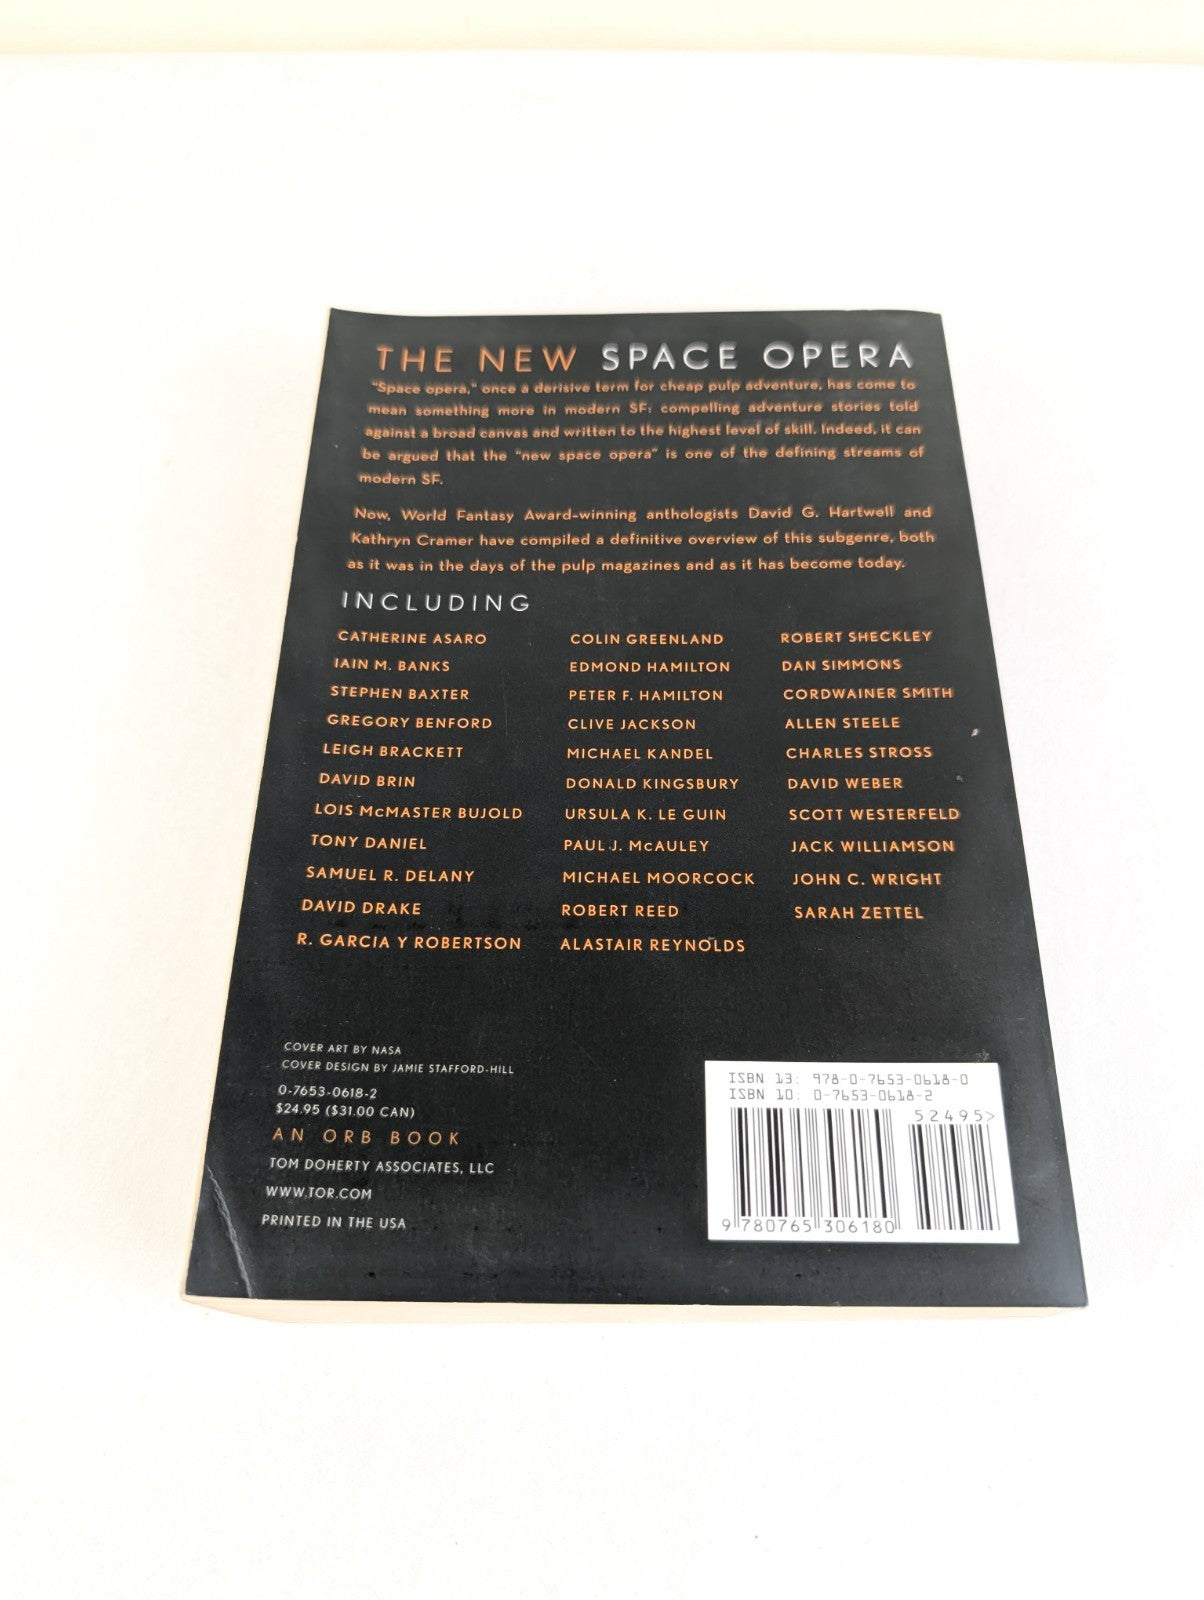 THE NEW SPACE OPERA
"Space opera," once a derisive term for cheap pulp adventure, has come to
mean something more in modern SF: compelling adventure stories told
against a broad canvas and written to the highest level of skill. Indeed, it can
be argued that the "new space opera" is one of the defining streams of
modern SF.
Now, World Fantasy Award-winning anthologists David G. Hartwell and
Kathryn Cramer have compiled a definitive overview of this subgenre, both
as it was in the days of the pulp magazines and as it has become today.
INCLUDING
CATHERINE ASARO
IAIN M. BANKS
STEPHEN BAXTER
GREGORY BENFORD
LEIGH BRACKETT
DAVID BRIN
LOIS McMASTER BUJOLD
TONY DANIEL
SAMUEL R. DELANY
DAVID DRAKE
R. GARCIA Y ROBERTSON
COLIN GREENLAND
EDMOND HAMILTON
PETER F. HAMILTON
CLIVE JACKSON
MICHAEL KANDEL
DONALD KINGSBURY
URSULA K. LE GUIN
PAUL J. McAULEY
MICHAEL MOORCOCK
ROBERT REED
ALASTAIR REYNOLDS
ROBERT SHECKLEY
DAN SIMMONS
CORDWAINER SMITH
ALLEN STEELE
CHARLES STROSS
DAVID WEBER
SCOTT WESTERFELD
JACK WILLIAMSON
JOHN C. WRIGHT
SARAH ZETTEL
COVER ART BY NASA
COVER DESIGN BY JAMIE STAFFORD-HILL
0-7653-0618-2
$24.95 ($31.00 CAN)
AN ORB BOOK
TOM DOHERTY ASSOCIATES, LLC
WWW.TOR.COM
PRINTED IN THE USA
ISBN 13: 978-0-7653-0618-0
ISBN 10: 0-7653-0618-2
52495>
9 780765 306180